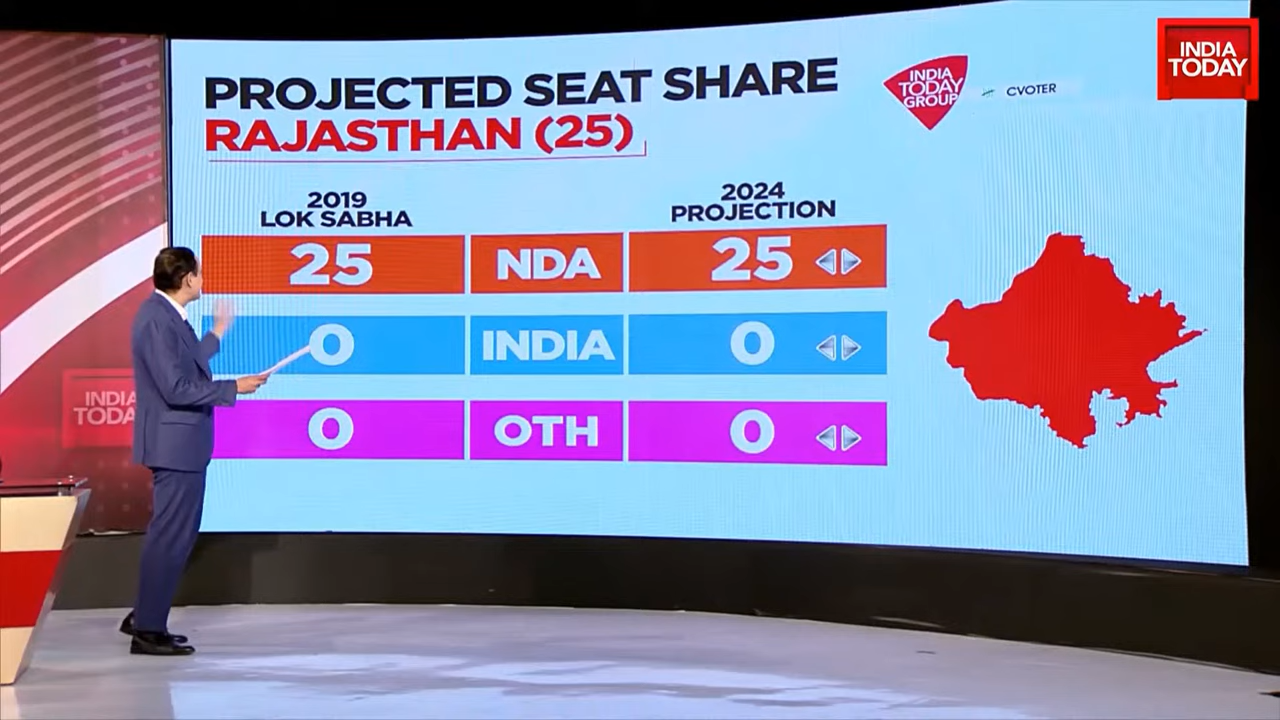 PROJECTED SEAT SHARE
RAJASTHAN (25)
INDIA
TODAY
GROUP
CVOTER
INDIA
TODAY
2019
LOK SABHA
2024
PROJECTION
25 NDA 25
0 INDIA 0
0 OTH 0
INDIA
TODAY